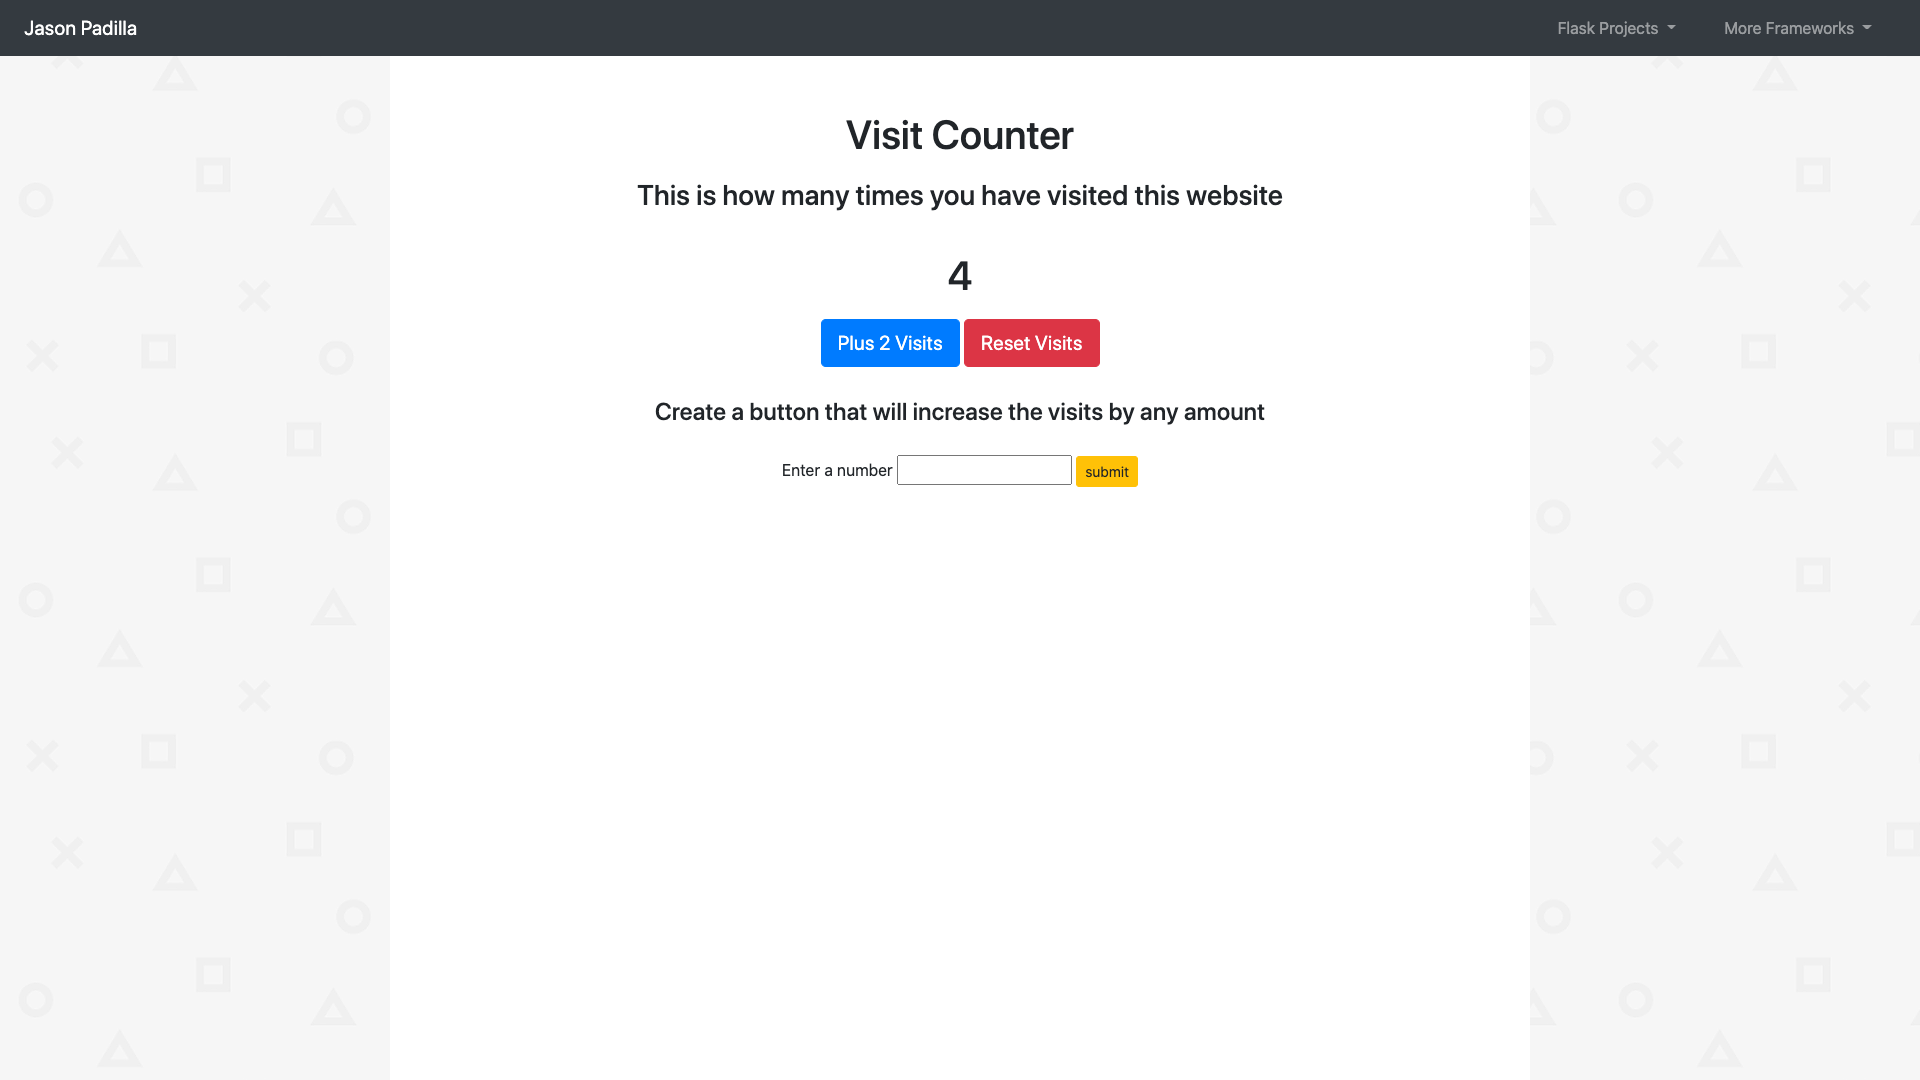 Jason Padilla
Flask Projects
More Frameworks
Visit Counter
This is how many times you have visited this website
4
Plus 2 Visits
Reset Visits
Create a button that will increase the visits by any amount
Enter a number
submit